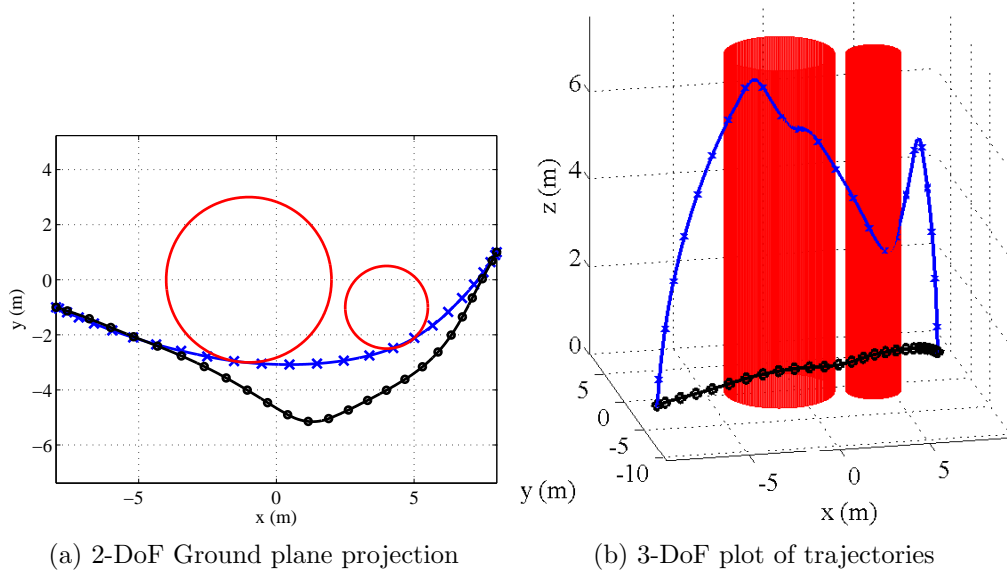 4
2
0
−2
−4
−6
y (m)
−5
0
5
x (m)
6
4
2
0
z (m)
5
0
-5
-10
y (m)
-5
0
5
x (m)
(a) 2-DoF Ground plane projection
(b) 3-DoF plot of trajectories